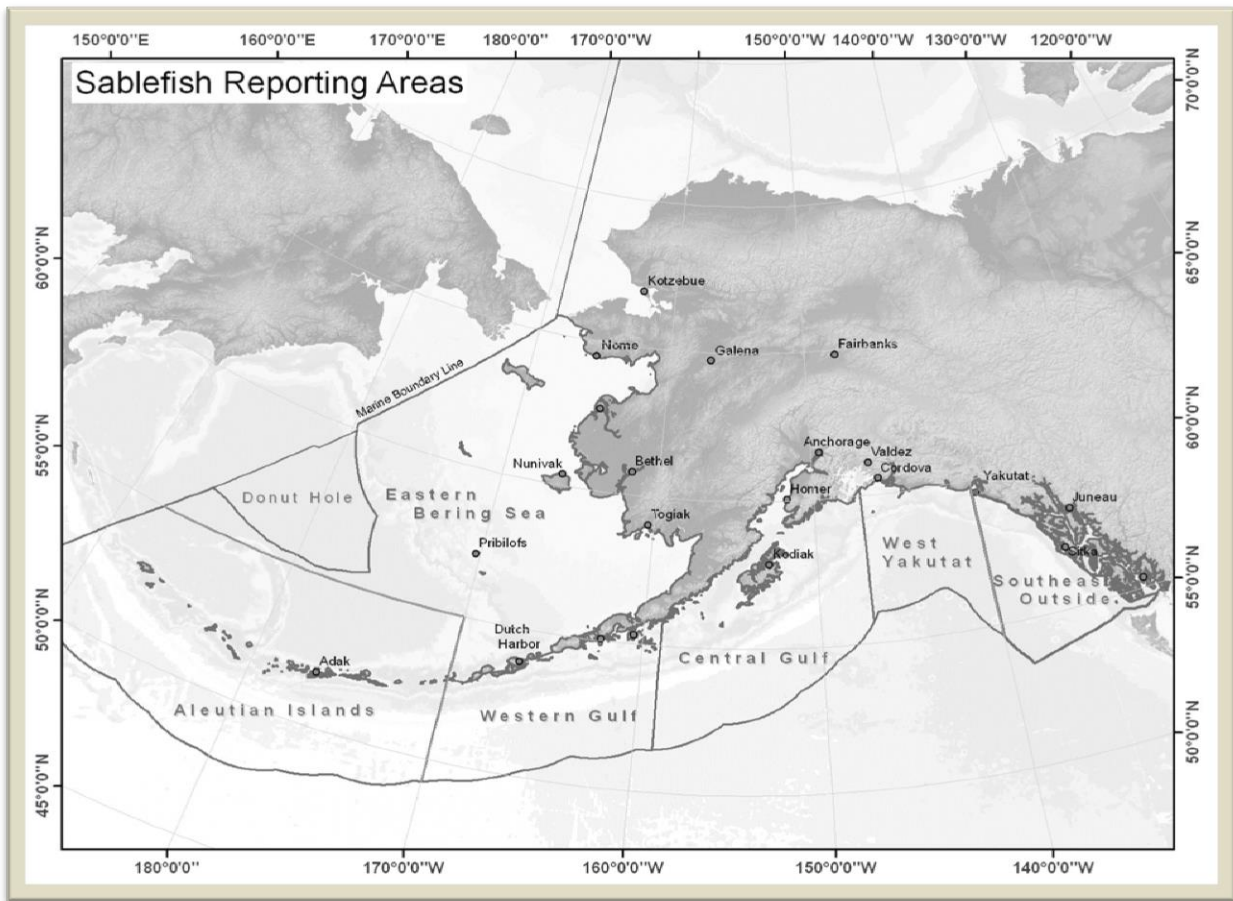 150°0'0"E 160°0'0"E 170°0'0"E 180°0'0" 170°0'0"W 150°0'0"W 140°0'0"W 130°0'0"W 120°0'0"W
Sablefish Reporting Areas
70°0'0"N
65°0'0"N
60°0'0"N
60°0'0"N
55°0'0"N
55°0'0"N
50°0'0"N
50°0'0"N
45°0'0"N
Kotzebue
Nome
Galena
Fairbanks
Marine Boundary Line
Anchorage
Valdez
Cordova
Nunivak
Bethel
Yakutat
Homer
Juneau
Donut Hole
Eastern
Bering Sea
Togiak
Pribilofs
Kodiak
Sitka
West
Yakutat
Southeast
Outside
Dutch
Harbor
Adak
Central Gulf
Aleutian Islands
Western Gulf
180°0'0" 170°0'0"W 160°0'0"W 150°0'0"W 140°0'0"W